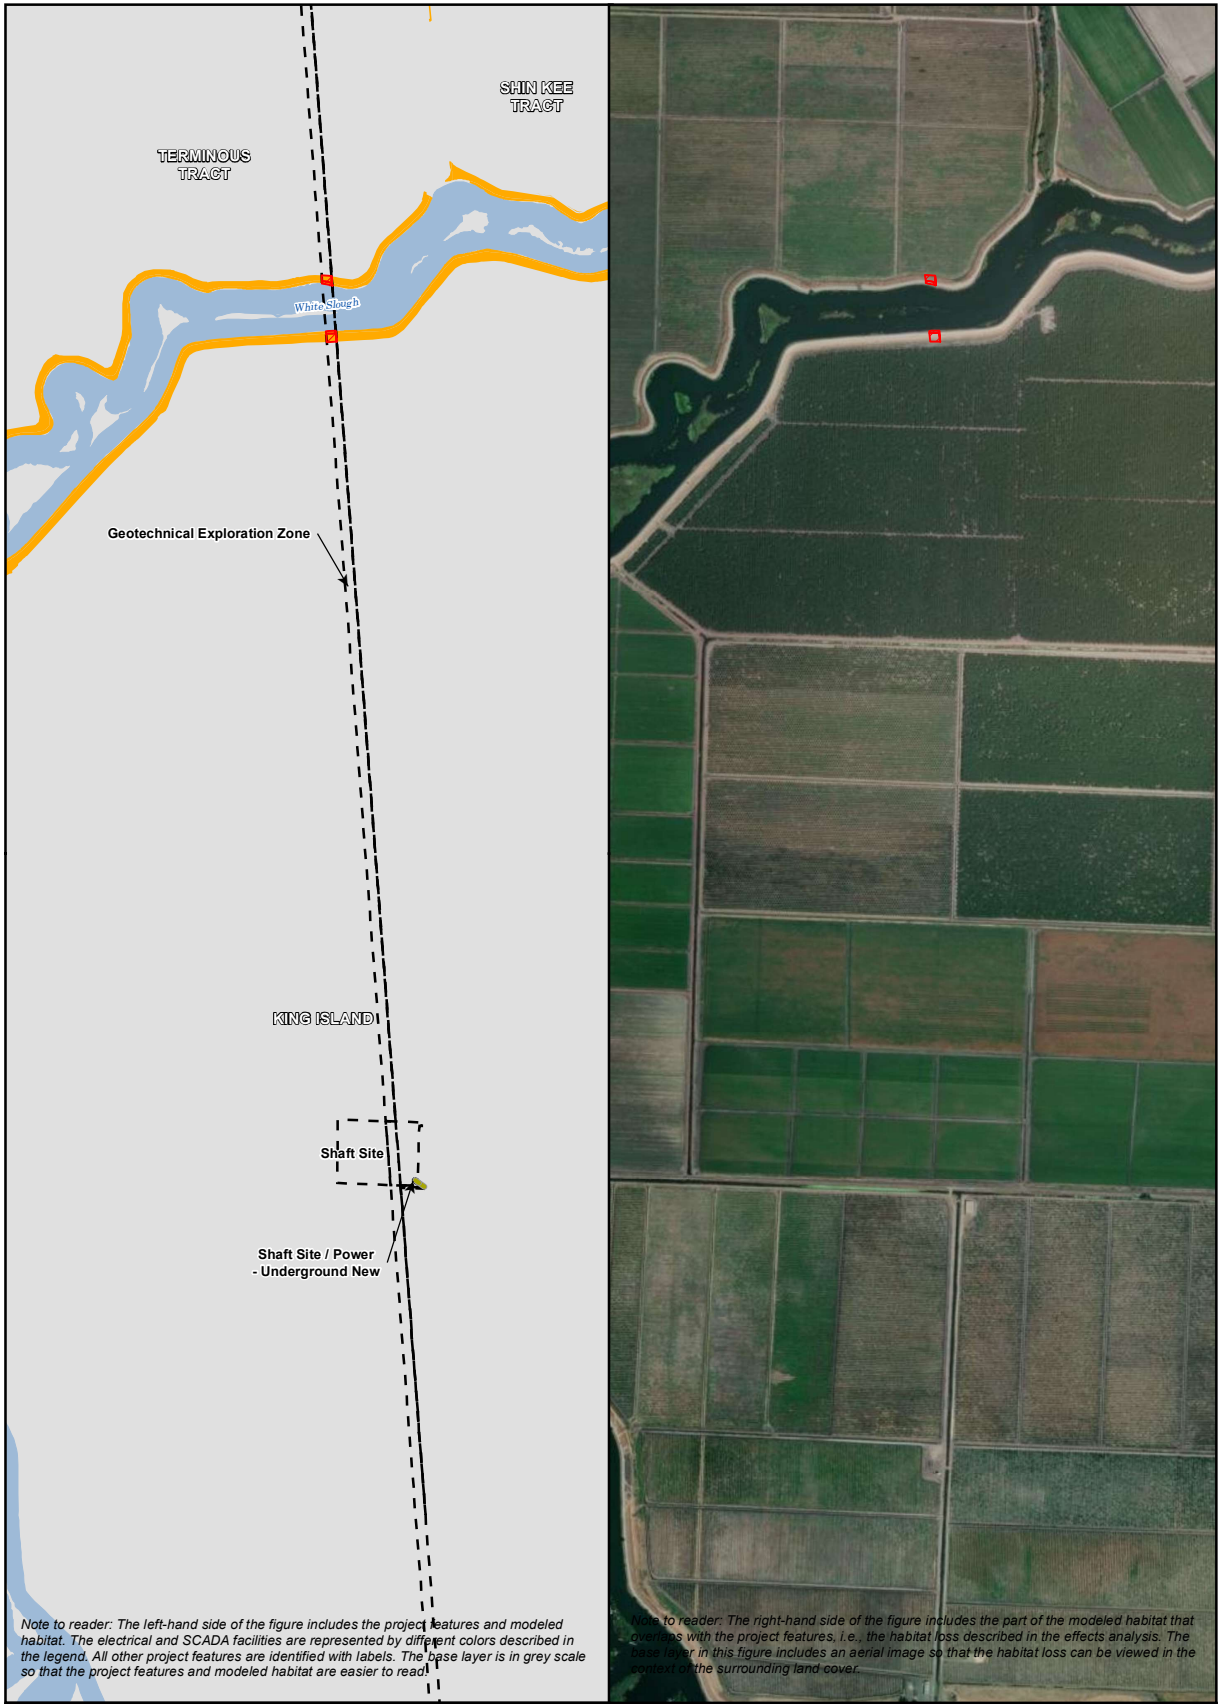 SHIN KEE
TRACT
TERMINOUS
TRACT
White Slough
Geotechnical Exploration Zone
KING ISLAND
Shaft Site
Shaft Site / Power
- Underground New
Note to reader: The left-hand side of the figure includes the project features and modeled
habitat. The electrical and SCADA facilities are represented by different colors described in
the legend. All other project features are identified with labels. The base layer is in grey scale
so that the project features and modeled habitat are easier to read.
Note to reader: The right-hand side of the figure includes the part of the modeled habitat that
overlaps with the project features, i.e., the habitat loss described in the effects analysis. The
base layer in this figure includes an aerial image so that the habitat loss can be viewed in the
context of the surrounding land cover.